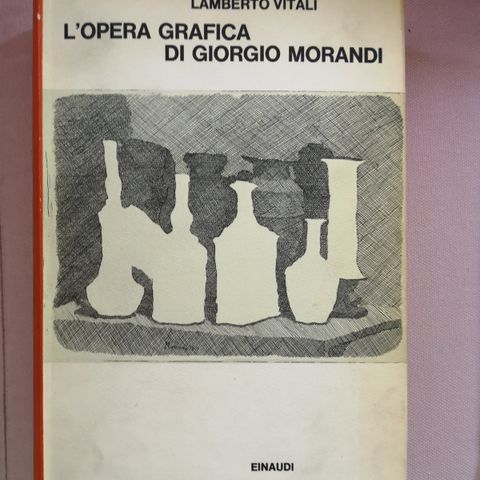 LAMBERTO VITALI
L'OPERA GRAFICA
DI GIORGIO MORANDI
EINAUDI